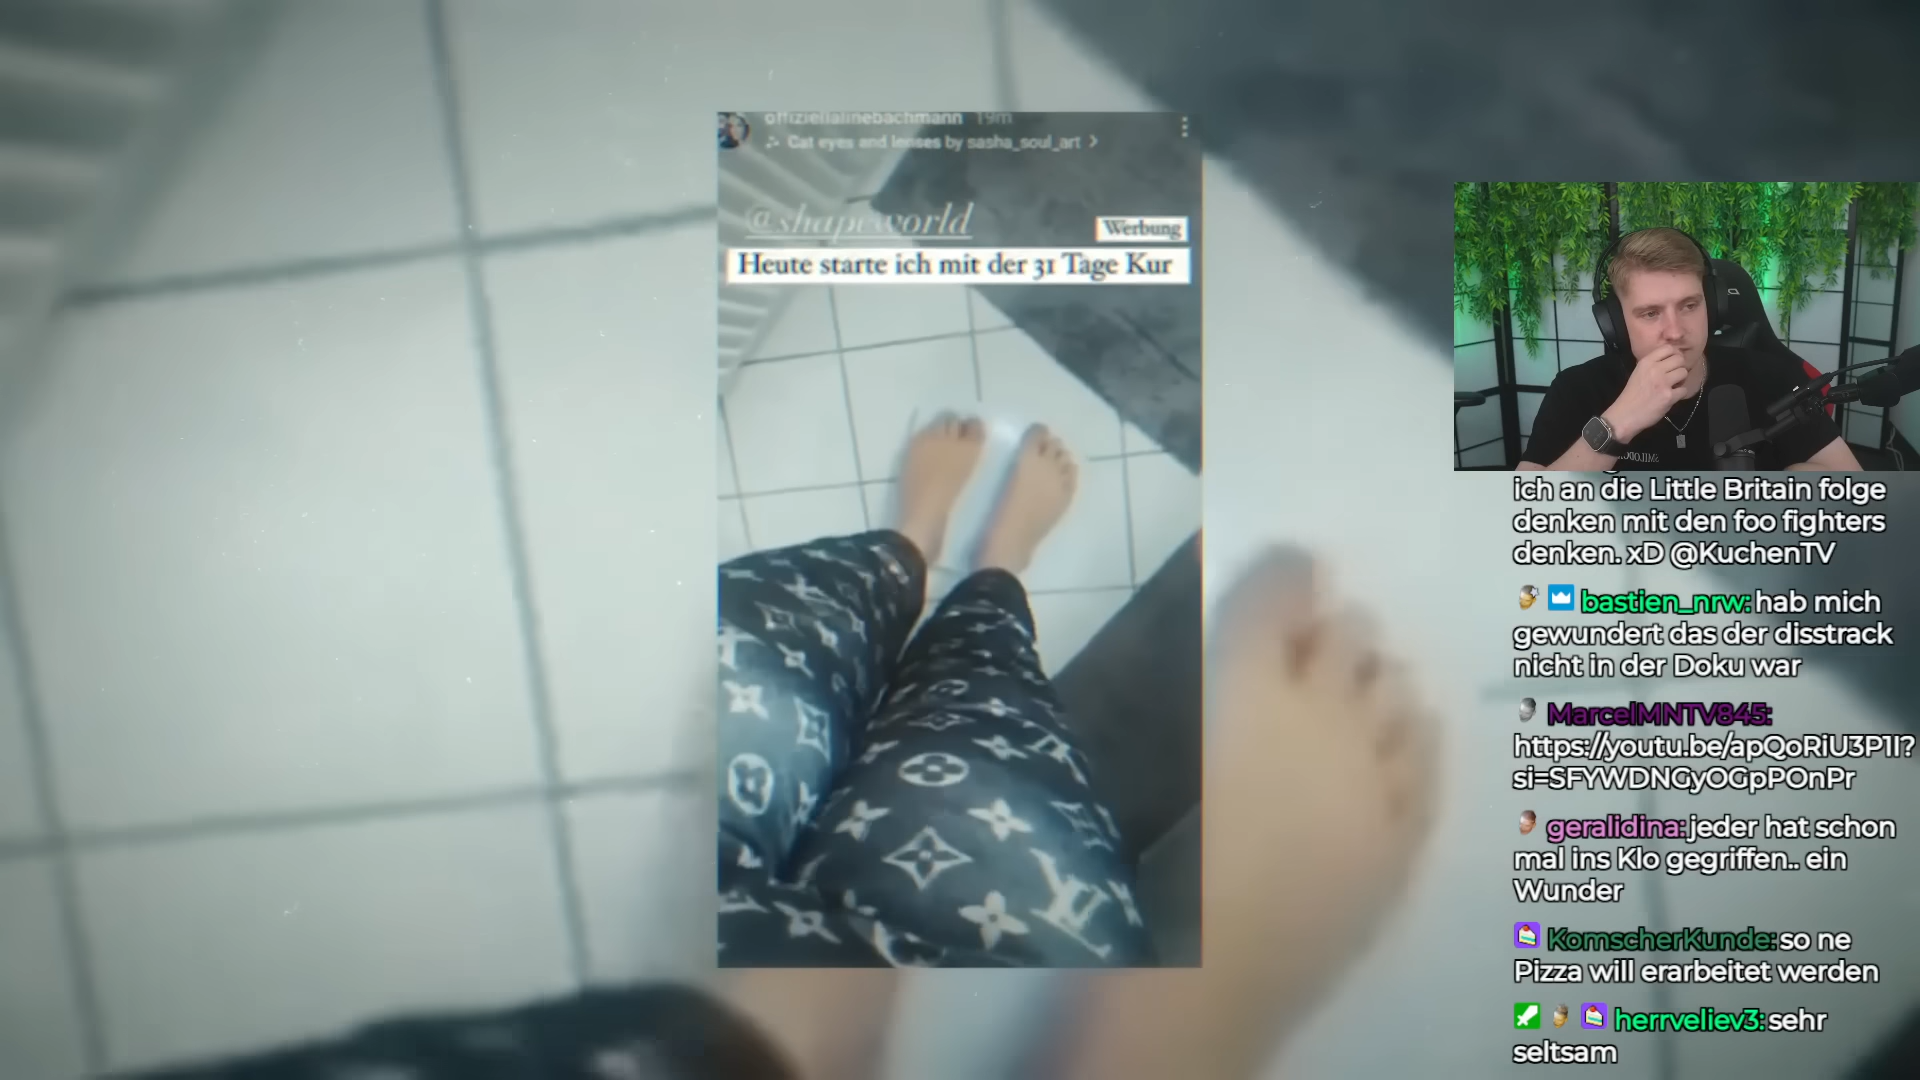 offiziellalinebachmann 19m
Cat eyes and lenses by sasha_soul_art >
@shapeworld
Werbung
Heute starte ich mit der 31 Tage Kur
ich an die Little Britain folge
denken mit den foo fighters
denken. xD @KuchenTV
bastien_nrw: hab mich
gewundert das der disstrack
nicht in der Doku war
MarcelMNTV845:
https://youtu.be/apQoRiU3P1I?
si=SFYWDNGyOGpPOnPr
geralidina: jeder hat schon
mal ins Klo gegriffen.. ein
Wunder
KomscherKunde: so ne
Pizza will erarbeitet werden
herrveliev3: sehr
seltsam